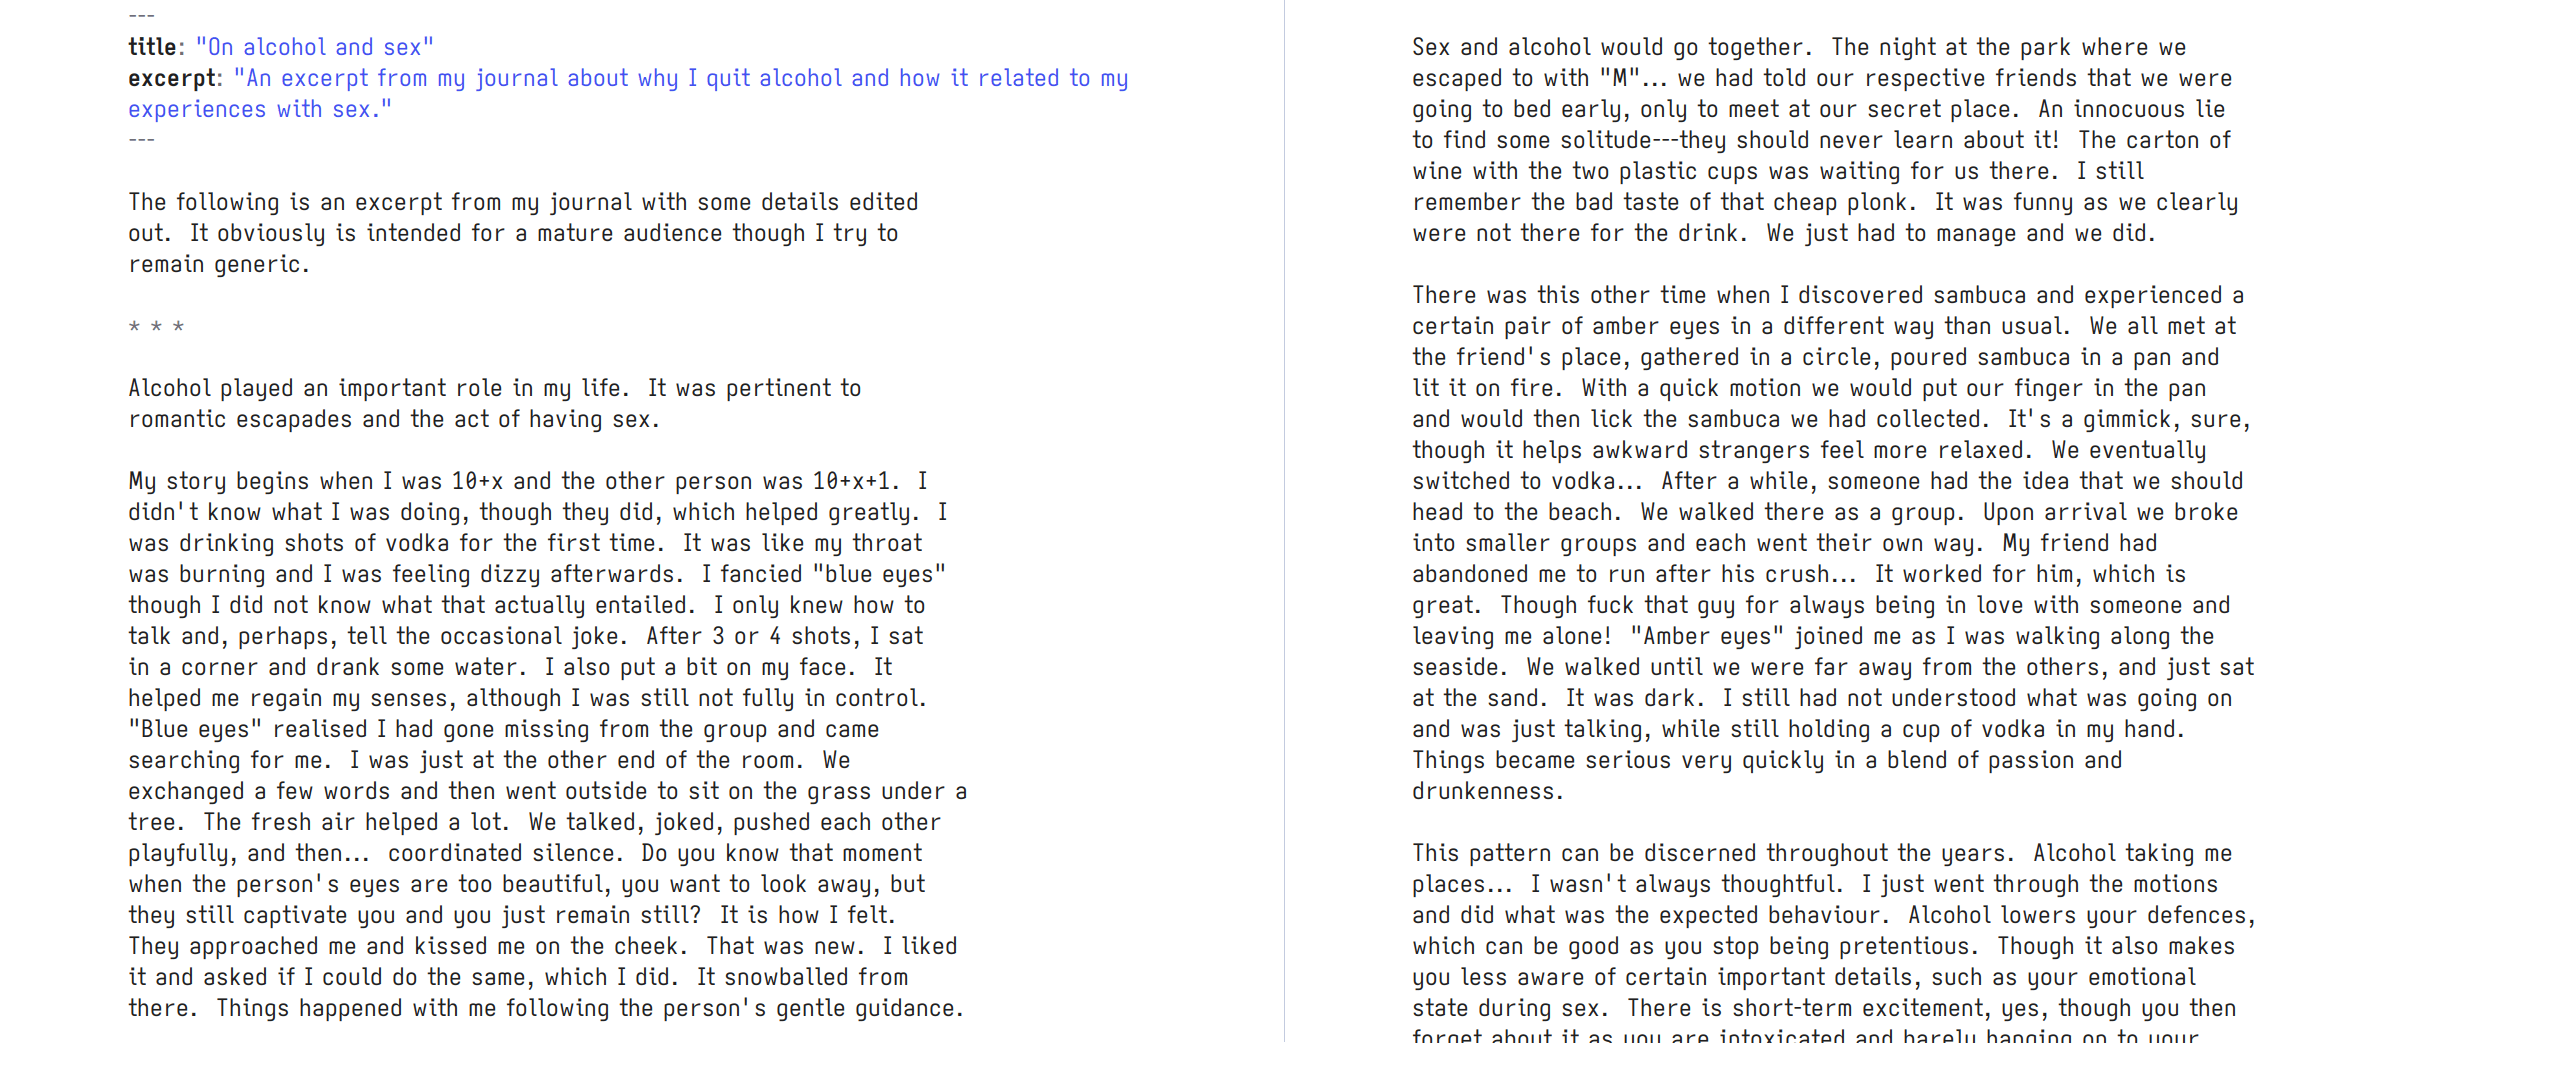 ---
title: "On alcohol and sex"
excerpt: "An excerpt from my journal about why I quit alcohol and how it related to my
experiences with sex."
---
The following is an excerpt from my journal with some details edited
out.  It obviously is intended for a mature audience though I try to
remain generic.
* * *
Alcohol played an important role in my life.  It was pertinent to
romantic escapades and the act of having sex.
My story begins when I was 10+x and the other person was 10+x+1.  I
didn't know what I was doing, though they did, which helped greatly.  I
was drinking shots of vodka for the first time.  It was like my throat
was burning and I was feeling dizzy afterwards.  I fancied "blue eyes"
though I did not know what that actually entailed.  I only knew how to
talk and, perhaps, tell the occasional joke.  After 3 or 4 shots, I sat
in a corner and drank some water.  I also put a bit on my face.  It
helped me regain my senses, although I was still not fully in control.
"Blue eyes" realised I had gone missing from the group and came
searching for me.  I was just at the other end of the room.  We
exchanged a few words and then went outside to sit on the grass under a
tree.  The fresh air helped a lot.  We talked, joked, pushed each other
playfully, and then...  coordinated silence.  Do you know that moment
when the person's eyes are too beautiful, you want to look away, but
they still captivate you and you just remain still?  It is how I felt.
They approached me and kissed me on the cheek.  That was new.  I liked
it and asked if I could do the same, which I did.  It snowballed from
there.  Things happened with me following the person's gentle guidance.
Sex and alcohol would go together.  The night at the park where we
escaped to with "M"... we had told our respective friends that we were
going to bed early, only to meet at our secret place.  An innocuous lie
to find some solitude---they should never learn about it!  The carton of
wine with the two plastic cups was waiting for us there.  I still
remember the bad taste of that cheap plonk.  It was funny as we clearly
were not there for the drink.  We just had to manage and we did.
There was this other time when I discovered sambuca and experienced a
certain pair of amber eyes in a different way than usual.  We all met at
the friend's place, gathered in a circle, poured sambuca in a pan and
lit it on fire.  With a quick motion we would put our finger in the pan
and would then lick the sambuca we had collected.  It's a gimmick, sure,
though it helps awkward strangers feel more relaxed.  We eventually
switched to vodka...  After a while, someone had the idea that we should
head to the beach.  We walked there as a group.  Upon arrival we broke
into smaller groups and each went their own way.  My friend had
abandoned me to run after his crush...  It worked for him, which is
great.  Though fuck that guy for always being in love with someone and
leaving me alone!  "Amber eyes" joined me as I was walking along the
seaside.  We walked until we were far away from the others, and just sat
at the sand.  It was dark.  I still had not understood what was going on
and was just talking, while still holding a cup of vodka in my hand.
Things became serious very quickly in a blend of passion and
drunkenness.
This pattern can be discerned throughout the years.  Alcohol taking me
places...  I wasn't always thoughtful.  I just went through the motions
and did what was the expected behaviour.  Alcohol lowers your defences,
which can be good as you stop being pretentious.  Though it also makes
you less aware of certain important details, such as your emotional
state during sex.  There is short-term excitement, yes, though you then
forget about it as you are intoxicated and barely hanging on to your